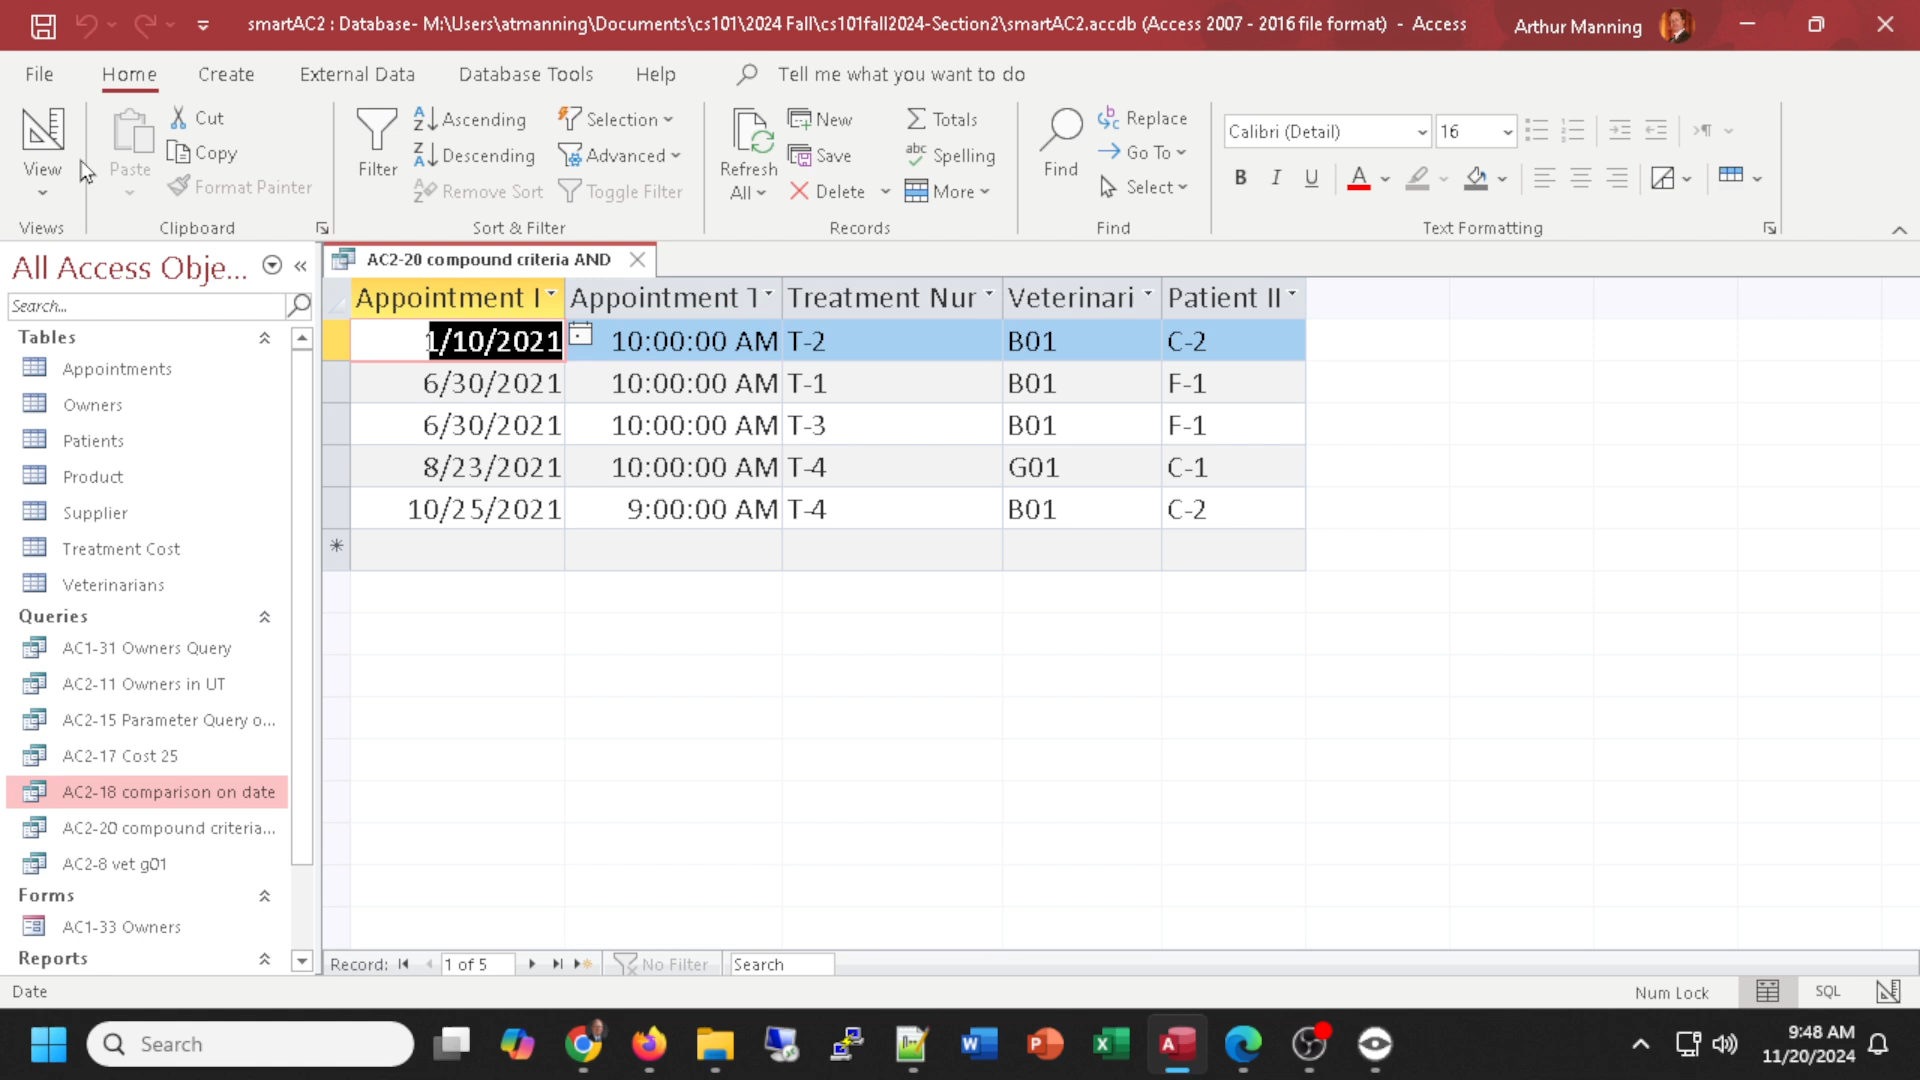 smartAC2 : Database- M:\Users\atmanning\Documents\cs101\2024 Fall\cs101fall2024-Section2\smartAC2.accdb (Access 2007 - 2016 file format) - Access
Arthur Manning
File Home Create External Data Database Tools Help Tell me what you want to do
View
Views
Paste
Cut
Copy
Format Painter
Clipboard
Filter
Ascending
Descending
Remove Sort
Selection
Advanced
Toggle Filter
Sort & Filter
Refresh
All
New
Save
Delete
Totals
Spelling
More
Records
Find
Replace
Go To
Select
Find
Calibri (Detail) 16
B I U A
Text Formatting
All Access Obje...
Search...
Tables
Appointments
Owners
Patients
Product
Supplier
Treatment Cost
Veterinarians
Queries
AC1-31 Owners Query
AC2-11 Owners in UT
AC2-15 Parameter Query o...
AC2-17 Cost 25
AC2-18 comparison on date
AC2-20 compound criteria...
AC2-8 vet g01
Forms
AC1-33 Owners
Reports
AC2-20 compound criteria AND
Appointment I Appointment T Treatment Nur Veterinari Patient II
1/10/2021 10:00:00 AM T-2 B01 C-2
6/30/2021 10:00:00 AM T-1 B01 F-1
6/30/2021 10:00:00 AM T-3 B01 F-1
8/23/2021 10:00:00 AM T-4 G01 C-1
10/25/2021 9:00:00 AM T-4 B01 C-2
Record: 1 of 5 No Filter Search
Date
Num Lock SQL
Search
9:48 AM
11/20/2024